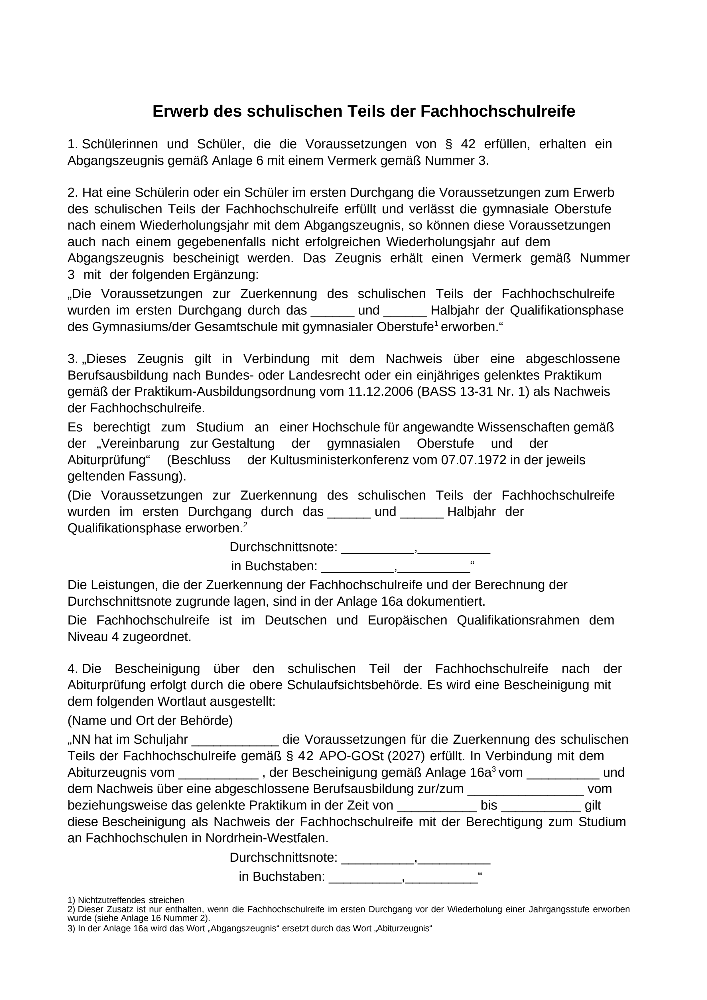 Erwerb des schulischen Teils der Fachhochschulreife
1. Schülerinnen und Schüler, die die Voraussetzungen von § 42 erfüllen, erhalten ein
Abgangszeugnis gemäß Anlage 6 mit einem Vermerk gemäß Nummer 3.
2. Hat eine Schülerin oder ein Schüler im ersten Durchgang die Voraussetzungen zum Erwerb
des schulischen Teils der Fachhochschulreife erfüllt und verlässt die gymnasiale Oberstufe
nach einem Wiederholungsjahr mit dem Abgangszeugnis, so können diese Voraussetzungen
auch nach einem gegebenenfalls nicht erfolgreichen Wiederholungsjahr auf dem
Abgangszeugnis bescheinigt werden. Das Zeugnis erhält einen Vermerk gemäß Nummer
3 mit der folgenden Ergänzung:
„Die Voraussetzungen zur Zuerkennung des schulischen Teils der Fachhochschulreife
wurden im ersten Durchgang durch das ______ und ______ Halbjahr der Qualifikationsphase
des Gymnasiums/der Gesamtschule mit gymnasialer Oberstufe¹ erworben.“
3. „Dieses Zeugnis gilt in Verbindung mit dem Nachweis über eine abgeschlossene
Berufsausbildung nach Bundes- oder Landesrecht oder ein einjähriges gelenktes Praktikum
gemäß der Praktikum-Ausbildungsordnung vom 11.12.2006 (BASS 13-31 Nr. 1) als Nachweis
der Fachhochschulreife.
Es berechtigt zum Studium an einer Hochschule für angewandte Wissenschaften gemäß
der „Vereinbarung zur Gestaltung der gymnasialen Oberstufe und der
Abiturprüfung“ (Beschluss der Kultusministerkonferenz vom 07.07.1972 in der jeweils
geltenden Fassung).
(Die Voraussetzungen zur Zuerkennung des schulischen Teils der Fachhochschulreife
wurden im ersten Durchgang durch das ______ und ______ Halbjahr der
Qualifikationsphase erworben.²
Durchschnittsnote: __________,__________
in Buchstaben: __________,__________“
Die Leistungen, die der Zuerkennung der Fachhochschulreife und der Berechnung der
Durchschnittsnote zugrunde lagen, sind in der Anlage 16a dokumentiert.
Die Fachhochschulreife ist im Deutschen und Europäischen Qualifikationsrahmen dem
Niveau 4 zugeordnet.
4. Die Bescheinigung über den schulischen Teil der Fachhochschulreife nach der
Abiturprüfung erfolgt durch die obere Schulaufsichtsbehörde. Es wird eine Bescheinigung mit
dem folgenden Wortlaut ausgestellt:
(Name und Ort der Behörde)
„NN hat im Schuljahr ____________ die Voraussetzungen für die Zuerkennung des schulischen
Teils der Fachhochschulreife gemäß § 42 APO-GOSt (2027) erfüllt. In Verbindung mit dem
Abiturzeugnis vom ___________ , der Bescheinigung gemäß Anlage 16a³ vom __________ und
dem Nachweis über eine abgeschlossene Berufsausbildung zur/zum ________________ vom
beziehungsweise das gelenkte Praktikum in der Zeit von ___________ bis ___________ gilt
diese Bescheinigung als Nachweis der Fachhochschulreife mit der Berechtigung zum Studium
an Fachhochschulen in Nordrhein-Westfalen.
Durchschnittsnote: __________,__________
in Buchstaben: __________,__________“
1) Nichtzutreffendes streichen
2) Dieser Zusatz ist nur enthalten, wenn die Fachhochschulreife im ersten Durchgang vor der Wiederholung einer Jahrgangsstufe erworben
wurde (siehe Anlage 16 Nummer 2).
3) In der Anlage 16a wird das Wort „Abgangszeugnis“ ersetzt durch das Wort „Abiturzeugnis“